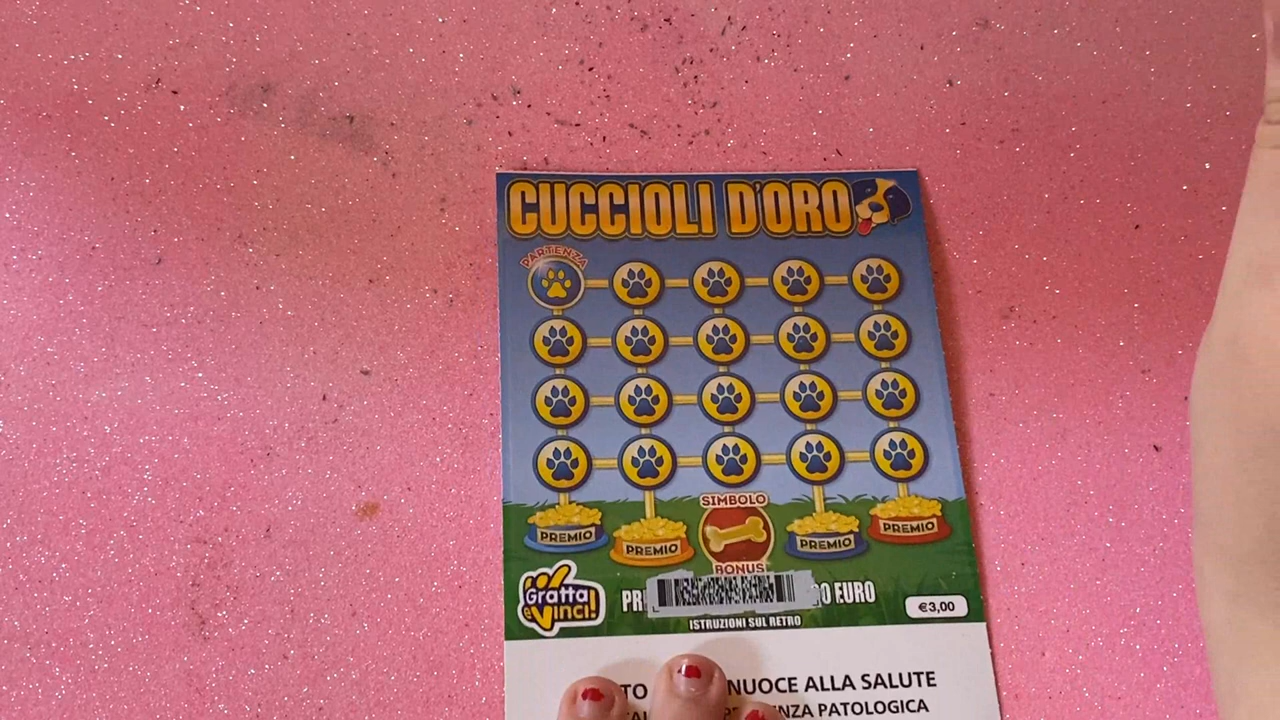 CUCCIOLI D'ORO
PARTENZA
PREMIO
PREMIO
SIMBOLO
BONUS
PREMIO
PREMIO
Gratta e Vinci!
0 EURO
€3,00
ISTRUZIONI SUL RETRO
NUOCE ALLA SALUTE
PATOLOGICA